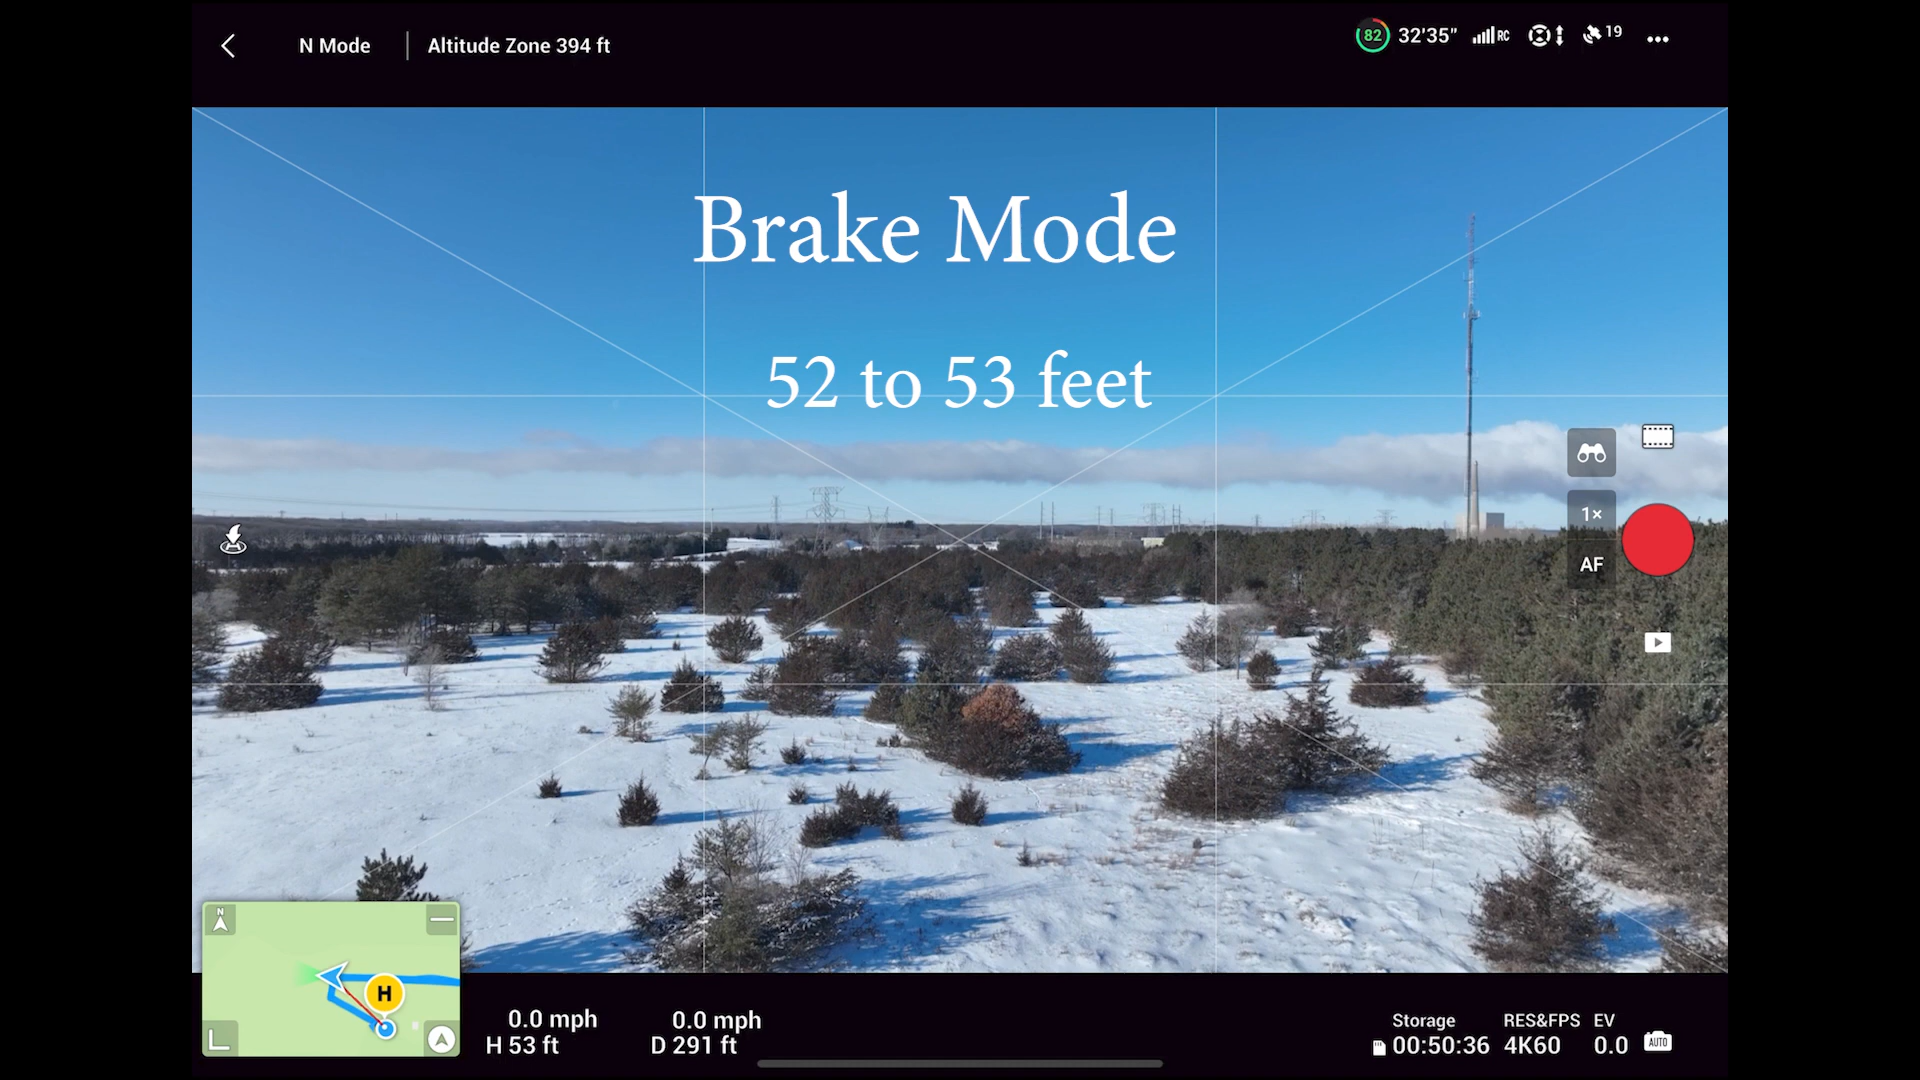 N Mode
Altitude Zone 394 ft
82
32'35"
RC
19
Brake Mode
52 to 53 feet
1×
AF
N
H
0.0 mph
H 53 ft
0.0 mph
D 291 ft
Storage
00:50:36
RES&FPS
4K60
EV
0.0
AUTO